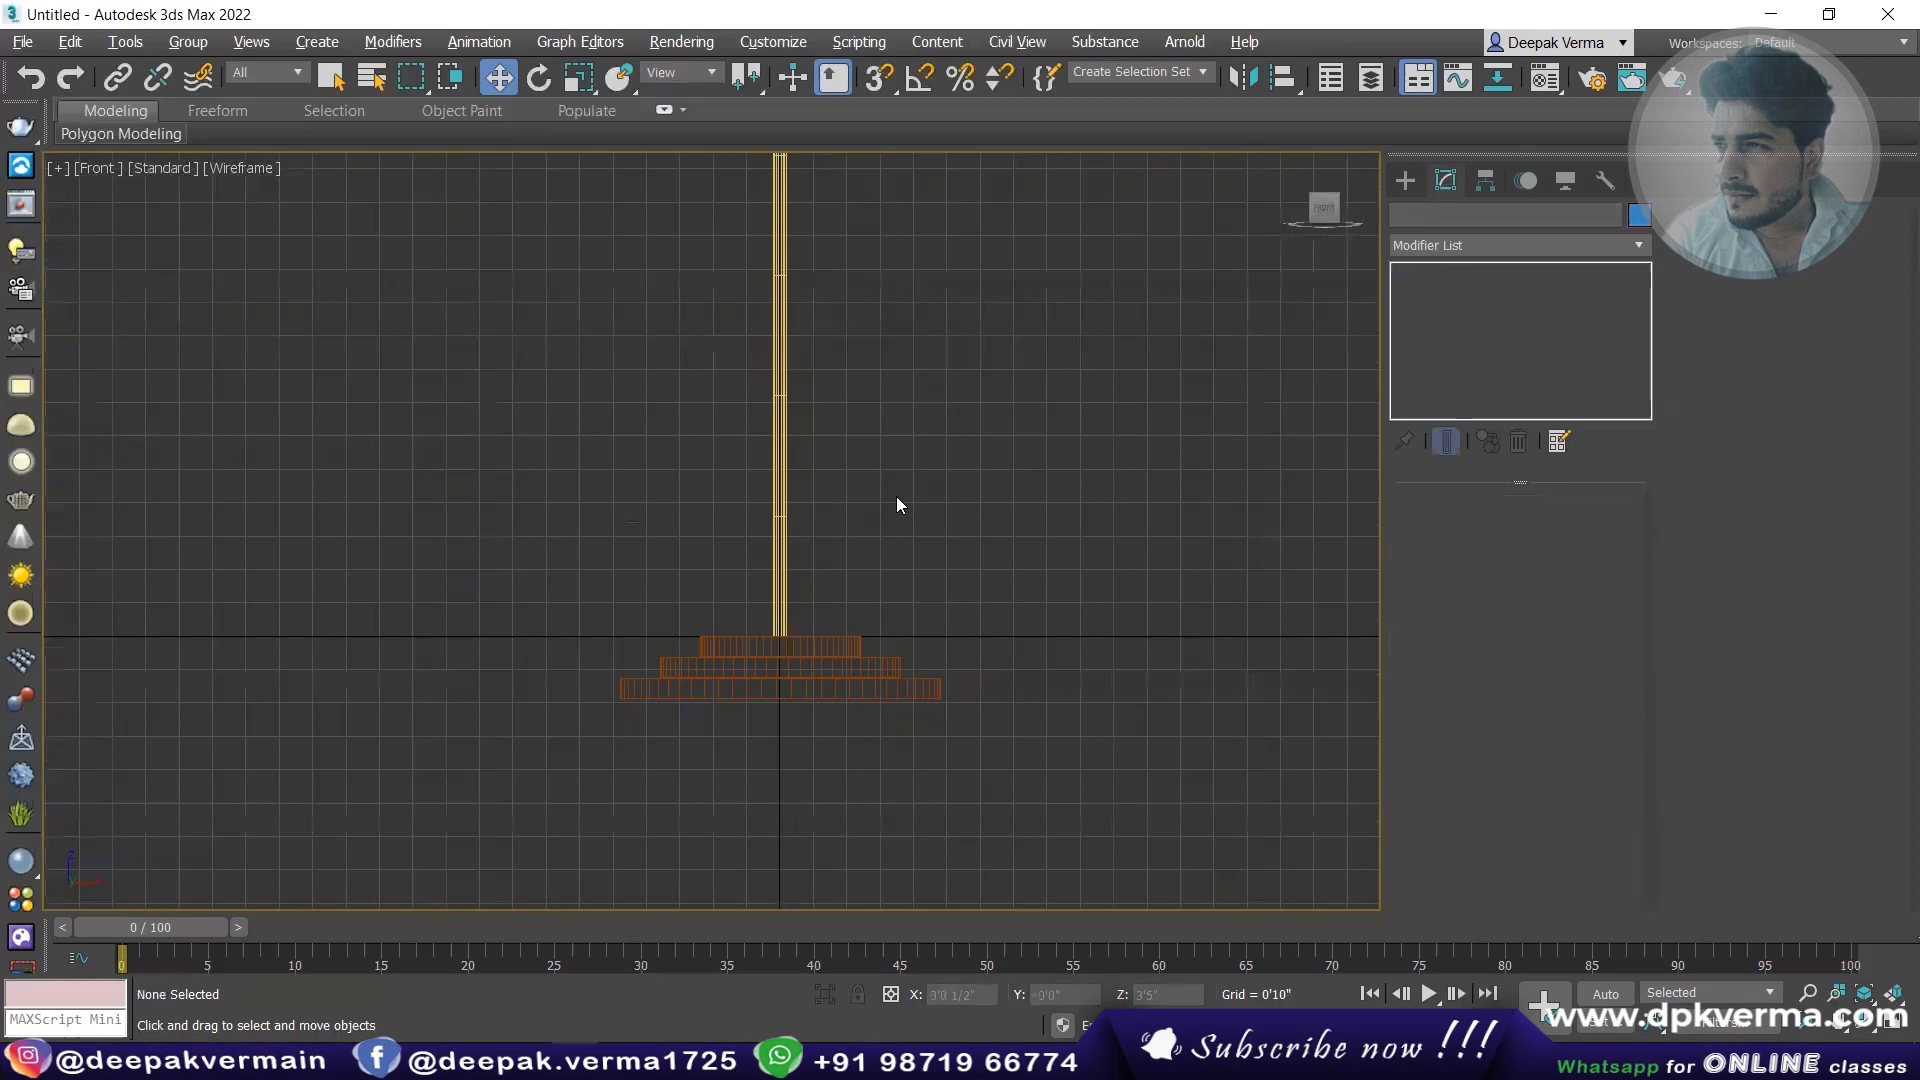 Untitled - Autodesk 3ds Max 2022
File Edit Tools Group Views Create Modifiers Animation Graph Editors Rendering Customize Scripting Content Civil View Substance Arnold Help Deepak Verma Workspaces: Default
All View Create Selection Set
Modeling Freeform Selection Object Paint Populate
Polygon Modeling
[+] [Front ] [Standard ] [Wireframe ]
FRONT
Modifier List
< 0 / 100 >
0 5 10 15 20 25 30 35 40 45 50 55 60 65 70 75 80 85 90 95 100
None Selected X: 3'0 1/2" Y: -0'0" Z: 3'5" Grid = 0'10" Auto Selected
MAXScript Mini Click and drag to select and move objects
www.dpkverma.com
@deepakvermain @deepak.verma1725 +91 98719 66774 Subscribe now !!! Whatsapp for ONLINE classes